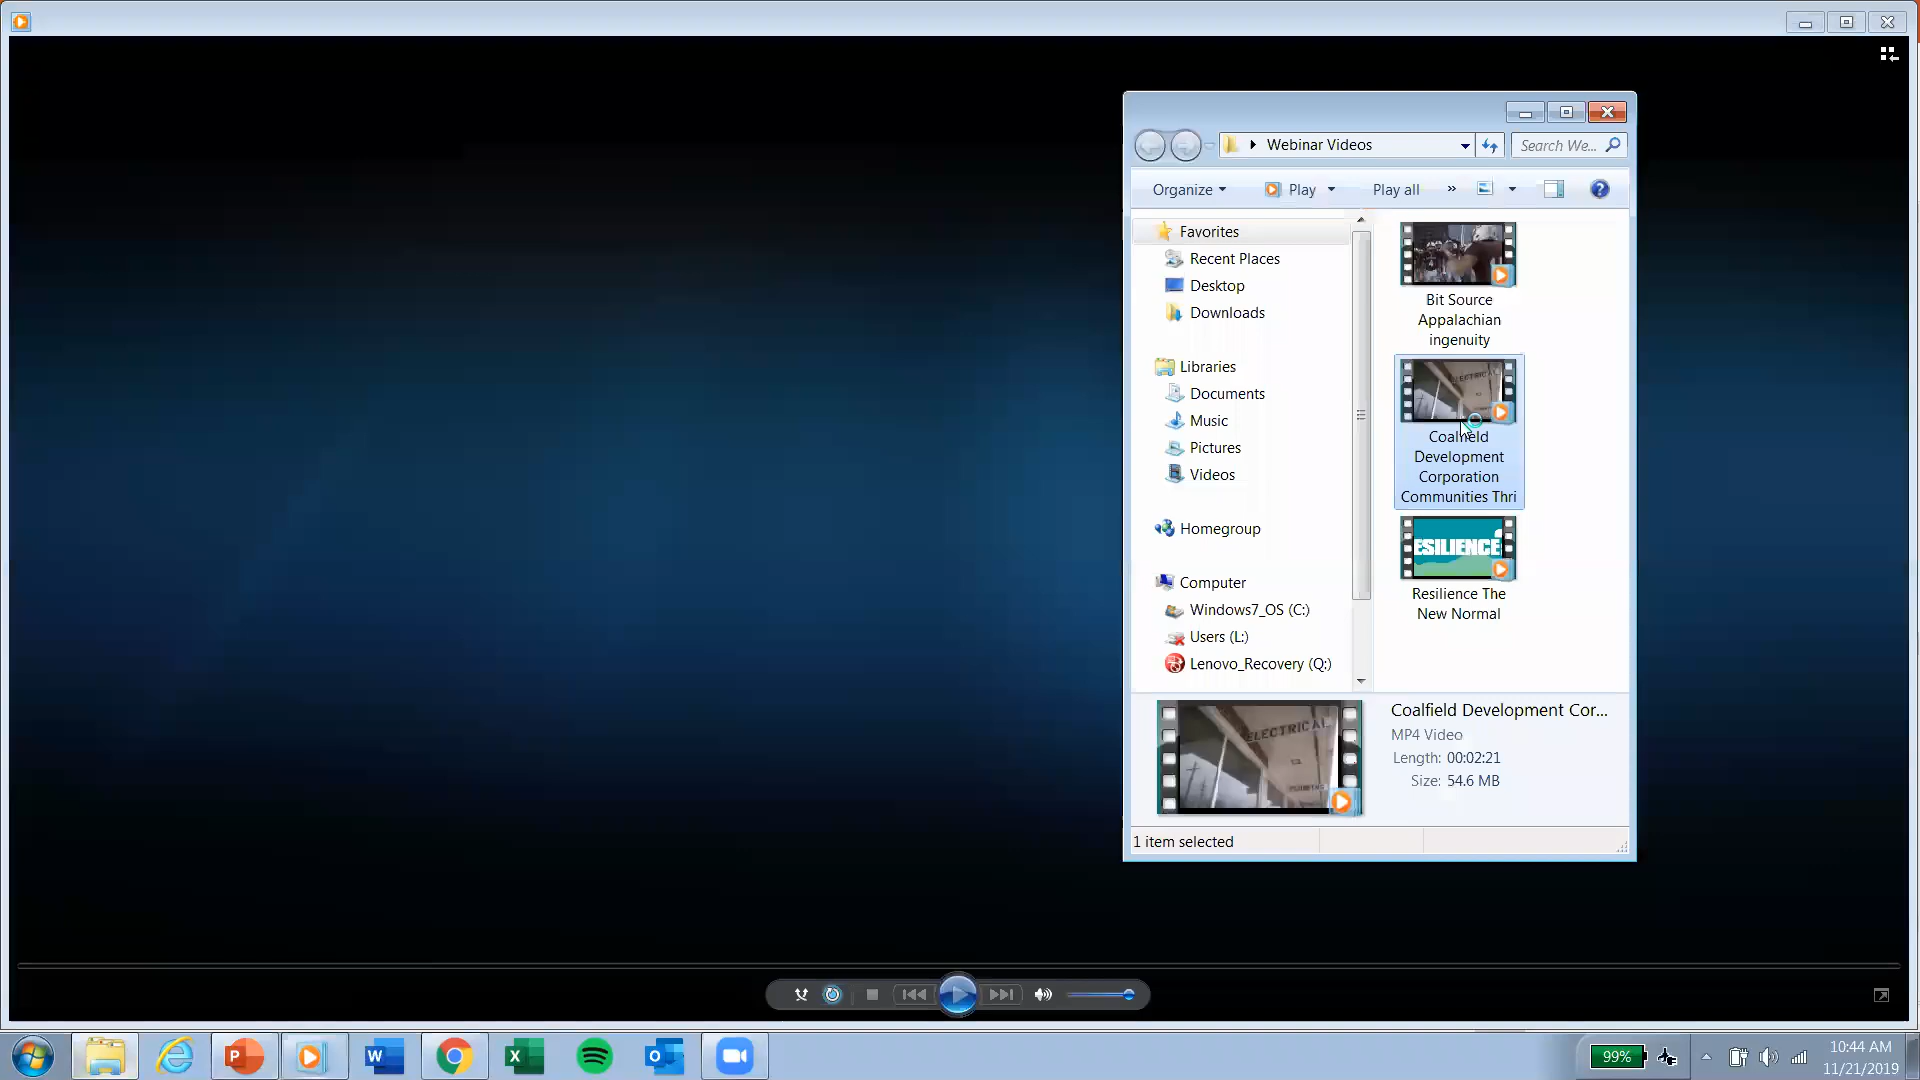 Webinar Videos
Search We...
Organize
Play
Play all
»
Favorites
Recent Places
Desktop
Downloads
Libraries
Documents
Music
Pictures
Videos
Homegroup
Computer
Windows7_OS (C:)
Users (L:)
Lenovo_Recovery (Q:)
Bit Source
Appalachian
ingenuity
ELECTRICAL
Coalfield
Development
Corporation
Communities Thri
ESILIENCE
Resilience The
New Normal
ELECTRICAL
PLUMBING
Coalfield Development Cor...
MP4 Video
Length: 00:02:21
Size: 54.6 MB
1 item selected
99%
10:44 AM
11/21/2019